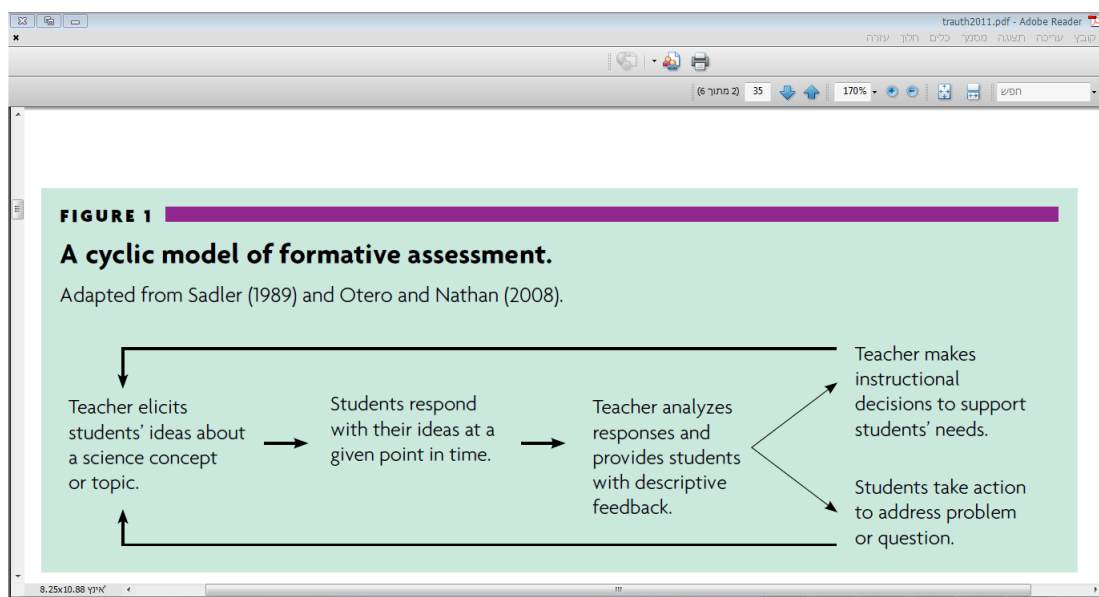 trauth2011.pdf - Adobe Reader
קובץ עריכה תצוגה מסמך כלים חלון עזרה
חפש 170% 35 (2 מתוך 6)
FIGURE 1
A cyclic model of formative assessment.
Adapted from Sadler (1989) and Otero and Nathan (2008).
Teacher elicits
students’ ideas about
a science concept
or topic.
Students respond
with their ideas at a
given point in time.
Teacher analyzes
responses and
provides students
with descriptive
feedback.
Teacher makes
instructional
decisions to support
students’ needs.
Students take action
to address problem
or question.
8.25x10.88 אינץ'